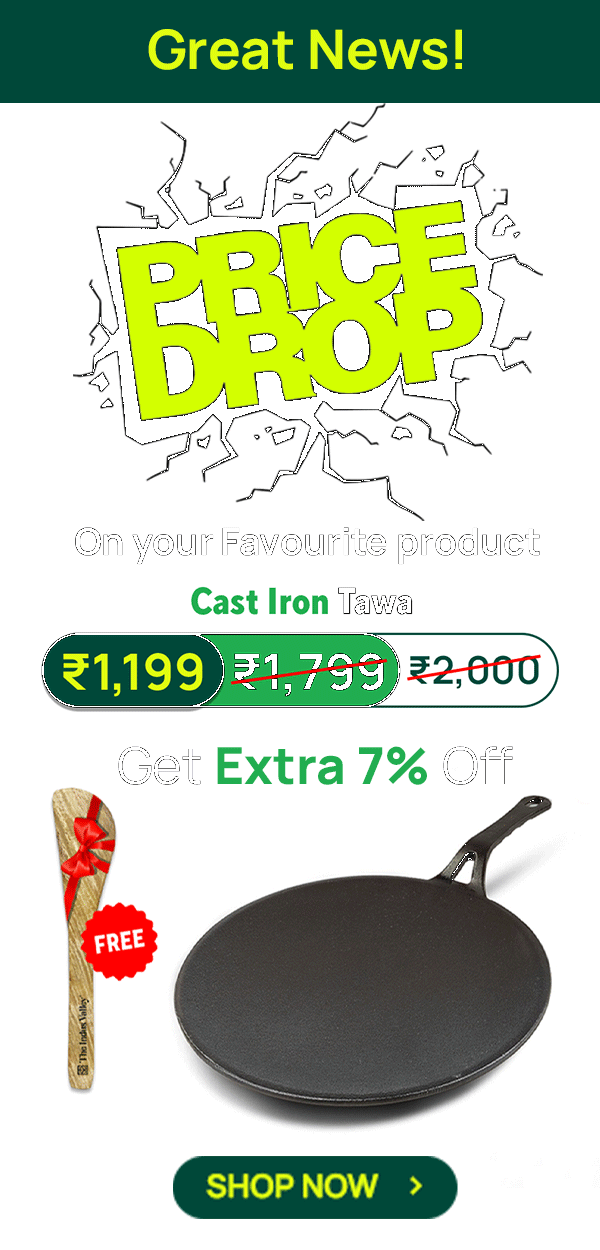 Great News!
PRICE
DROP
On your Favourite product
Cast Iron Tawa
₹1,199 ₹1,799 ₹2,000
Get Extra 7% Off
FREE
The Indus Valley
SHOP NOW >